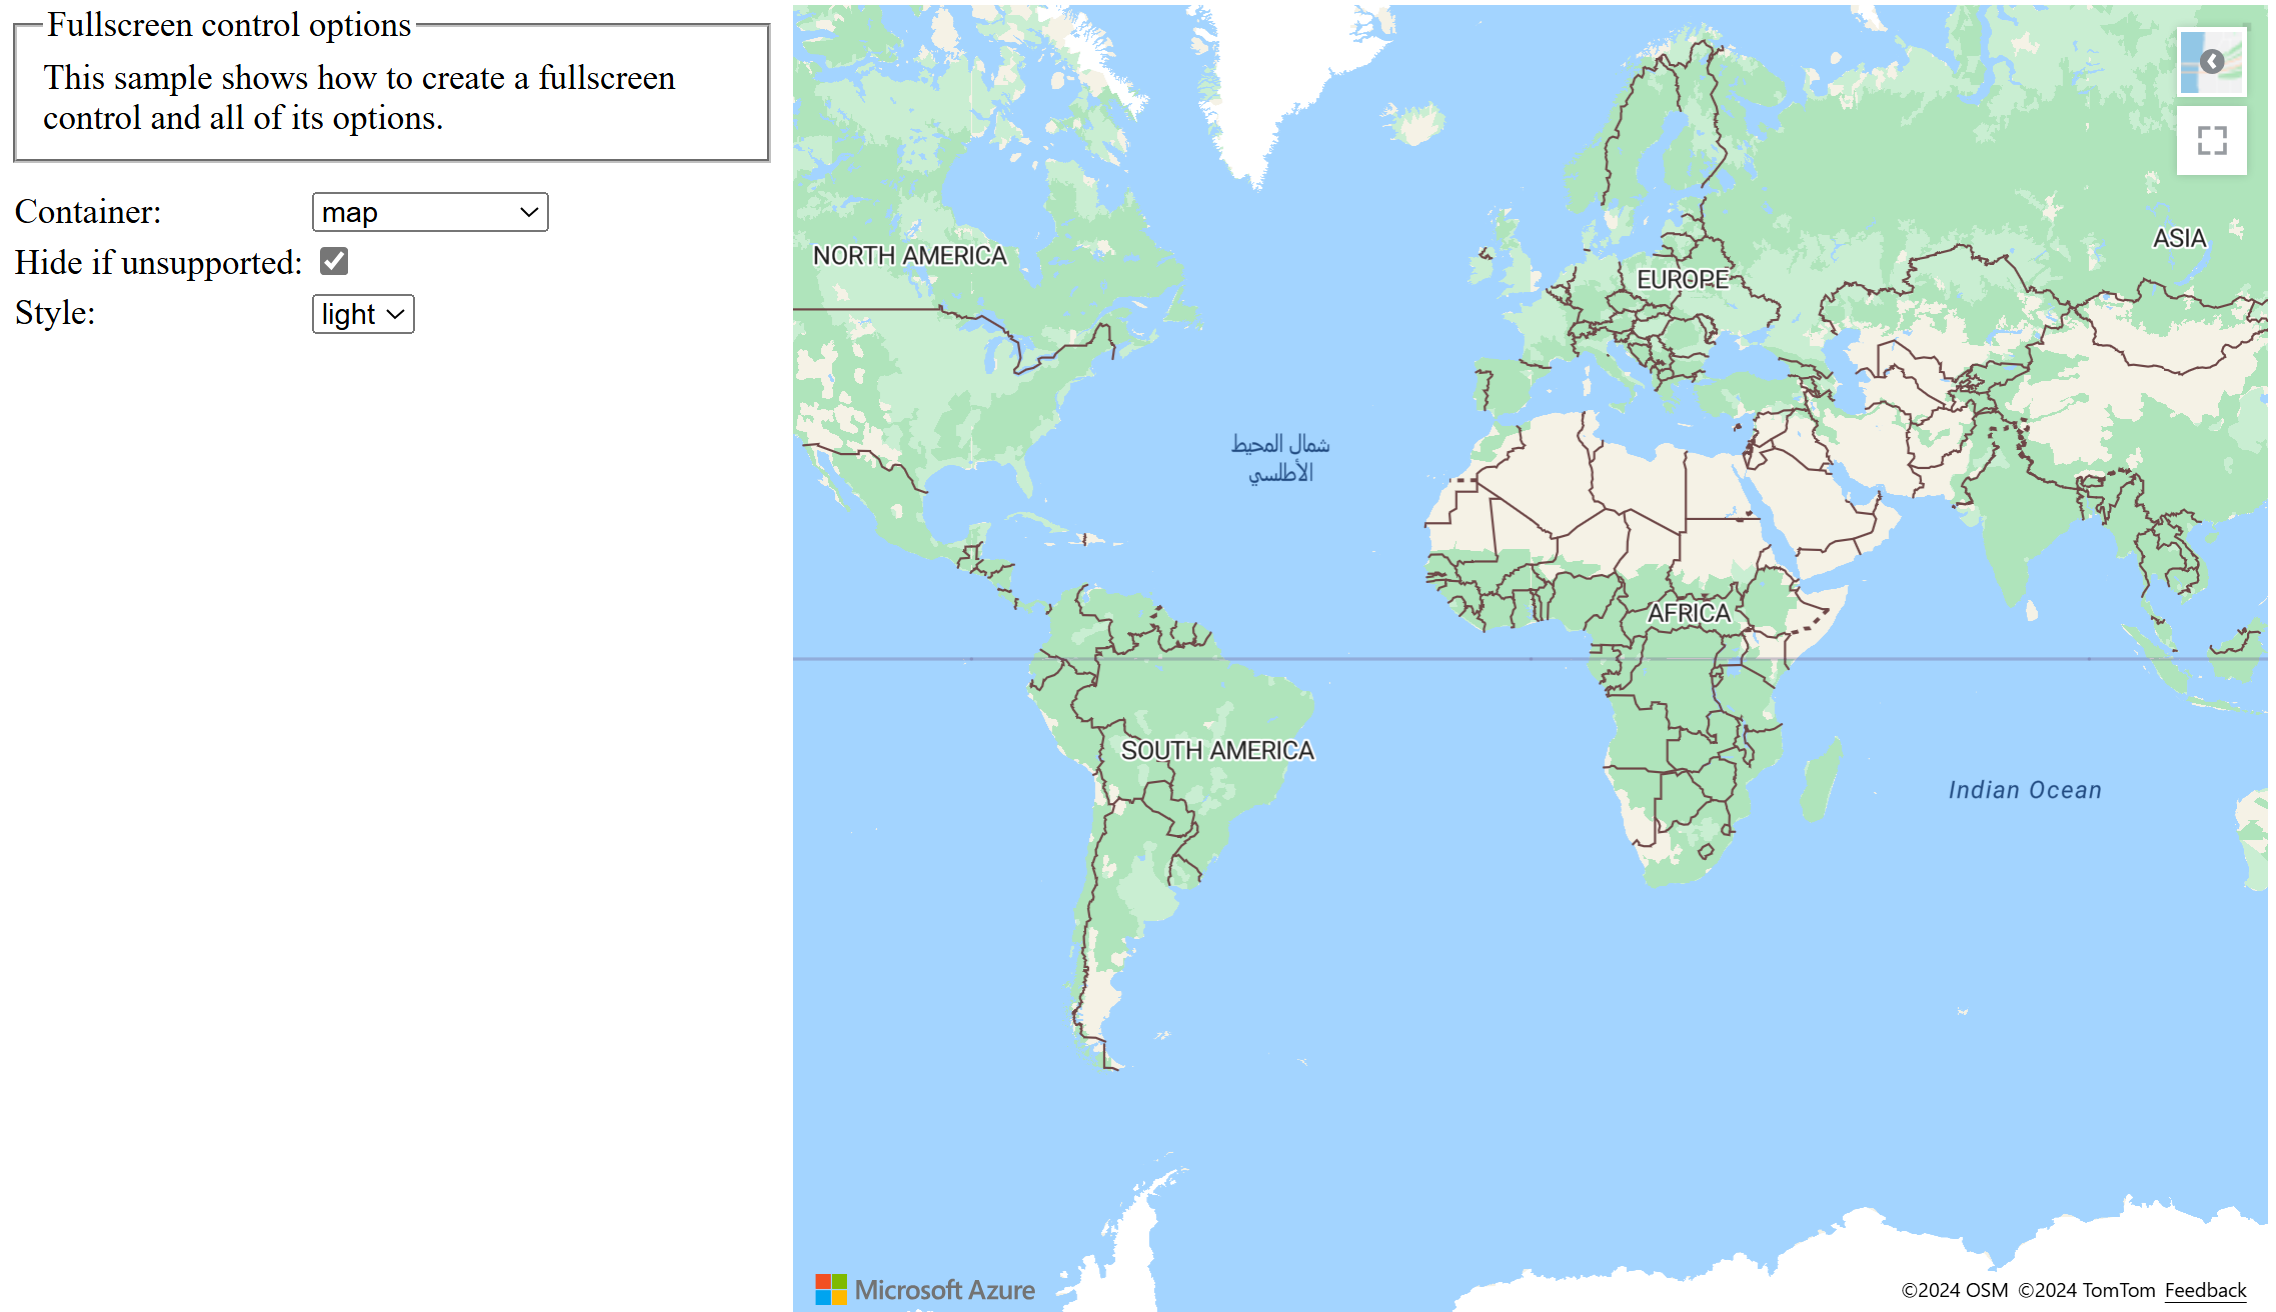 Fullscreen control options
This sample shows how to create a fullscreen
control and all of its options.
Container: map
Hide if unsupported:
Style: light
NORTH AMERICA
EUROPE
ASIA
شمال المحيط
الأطلسي
AFRICA
SOUTH AMERICA
Indian Ocean
Microsoft Azure
©2024 OSM ©2024 TomTom Feedback